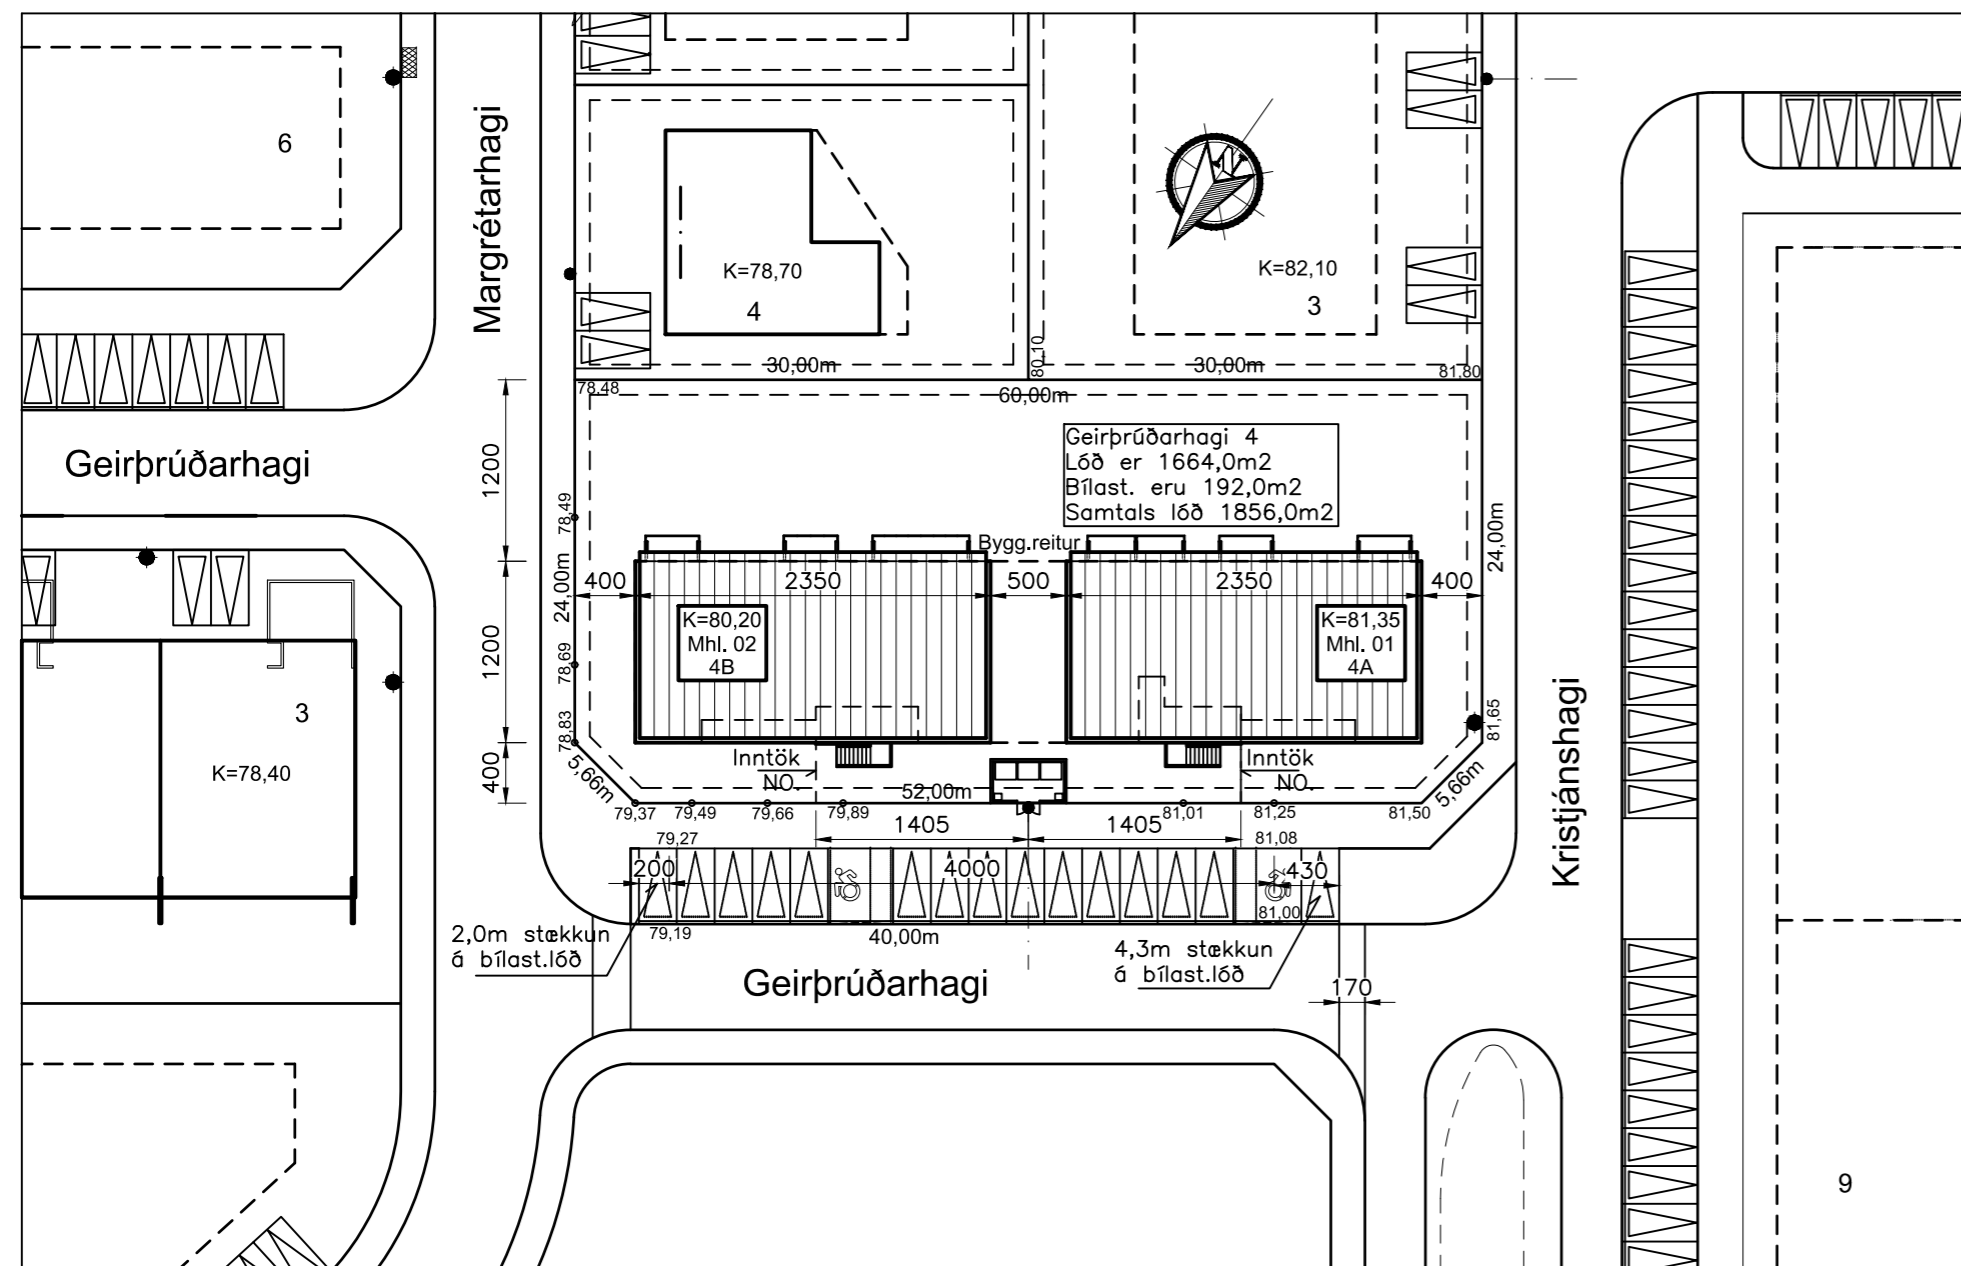 6
Margrétarhagi
Geirþrúðarhagi
3
K=78,40
K=78,70
4
N
K=82,10
3
30,00m
80,10
30,00m
81,80
78,48
60,00m
Geirþrúðarhagi 4
Lóð er 1664,0m2
Bílast. eru 192,0m2
Samtals lóð 1856,0m2
1200
1200
400
78,49
24,00m
78,69
78,83
5,66m
Bygg.reitur
400
2350
500
2350
400
24,00m
K=80,20
Mhl. 02
4B
K=81,35
Mhl. 01
4A
81,65
Kristjánshagi
Inntök
NO.
Inntök
NO.
52,00m
5,66m
79,37
79,49
79,66
79,89
81,01
81,25
81,50
1405
1405
79,27
81,08
200
4000
430
81,00
79,19
40,00m
2,0m stækkun
á bílast.lóð
4,3m stækkun
á bílast.lóð
Geirþrúðarhagi
170
9